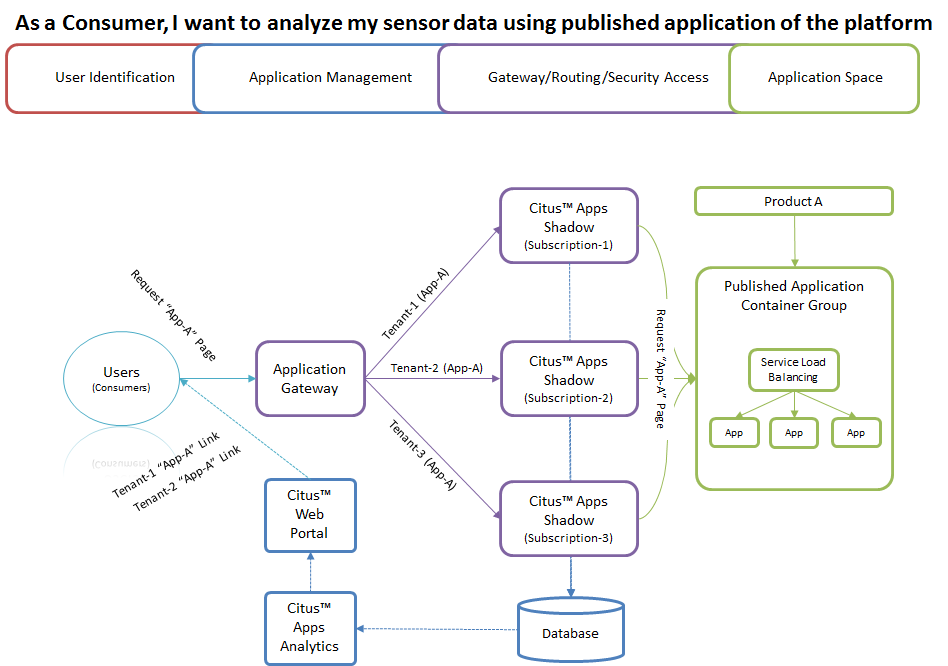 As a Consumer, I want to analyze my sensor data using published application of the platform
User Identification
Application Management
Gateway/Routing/Security Access
Application Space
Citus™ Apps
Shadow
(Subscription-1)
Product A
Published Application
Container Group
Request “App-A” Page
Tenant-1 (App-A)
Request “App-A” Page
Users
(Consumers)
Application
Gateway
Tenant-2 (App-A)
Citus™ Apps
Shadow
(Subscription-2)
Service Load
Balancing
App
App
App
(Consumers)
Tenant-1 “App-A” Link
Tenant-2 “App-A” Link
Tenant-3 (App-A)
Citus™
Web
Portal
Citus™ Apps
Shadow
(Subscription-3)
Citus™
Apps
Analytics
Database